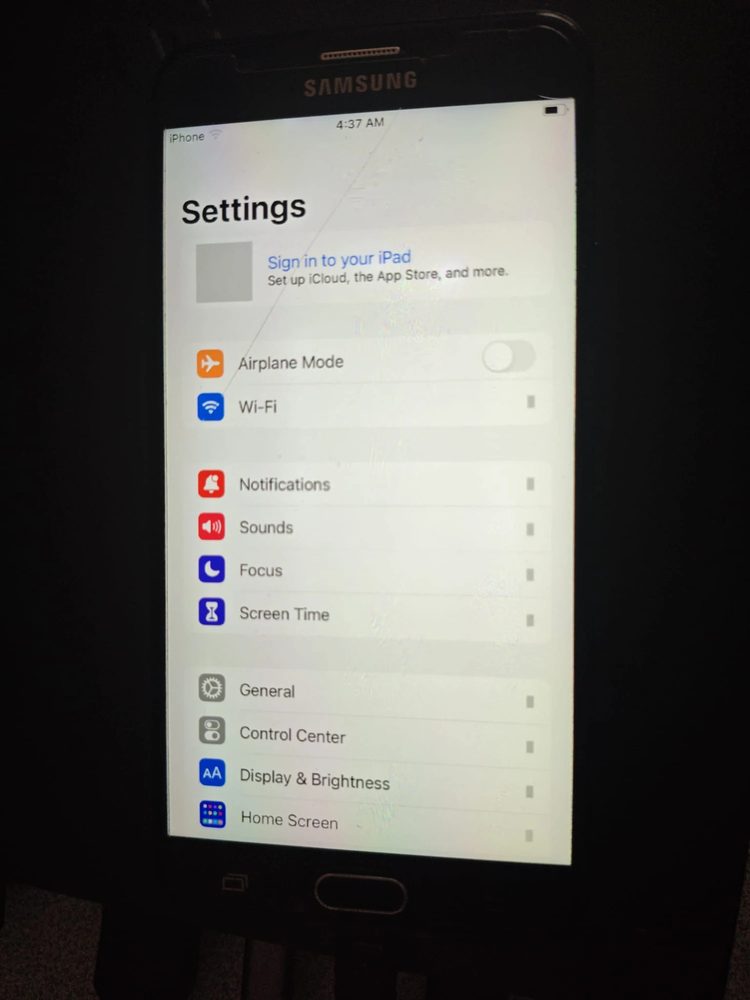 SAMSUNG
iPhone
4:37 AM
Settings
Sign in to your iPad
Set up iCloud, the App Store, and more.
Airplane Mode
Wi-Fi
Notifications
Sounds
Focus
Screen Time
General
Control Center
AA Display & Brightness
Home Screen